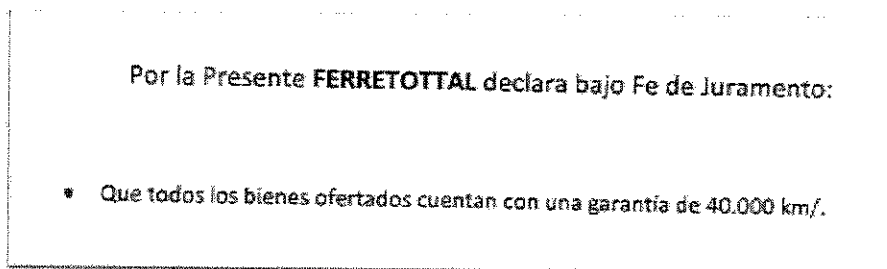 Por la Presente FERRETOTTAL declara bajo Fe de Juramento:
• Que todos los bienes ofertados cuentan con una garantía de 40.000 km/.